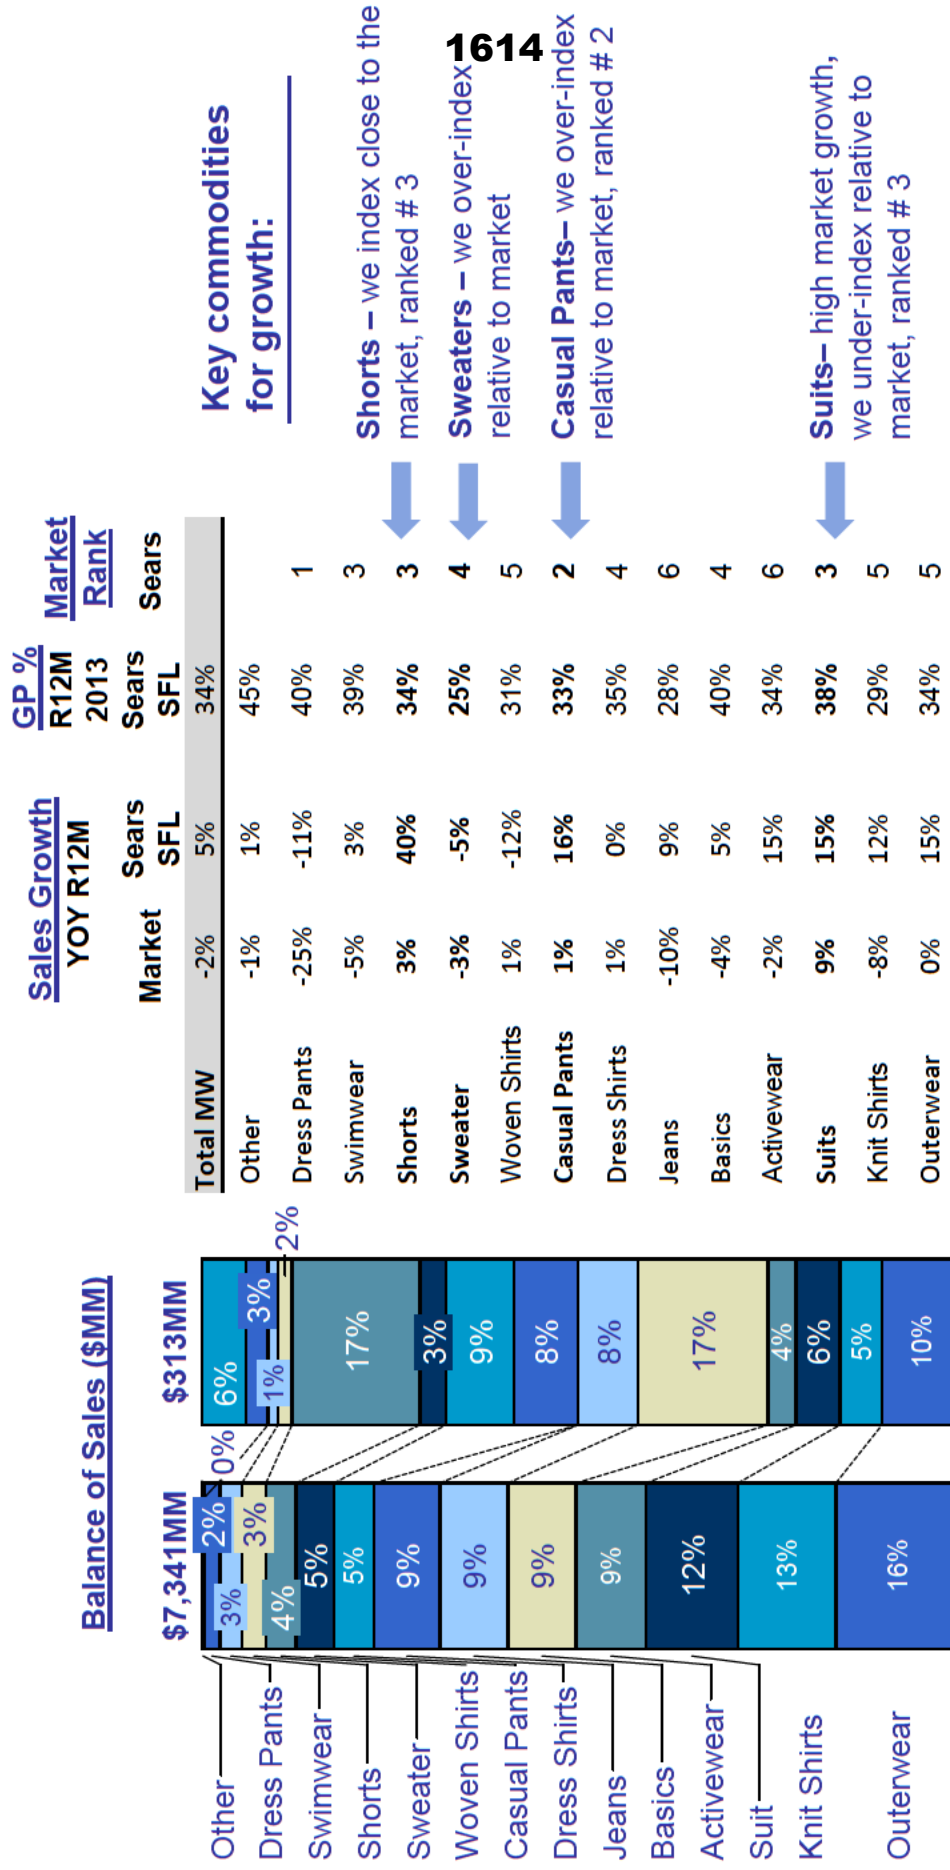 1614
Balance of Sales ($MM)
$7,341MM
$313MM
Other
Dress Pants
Swimwear
Shorts
Sweater
Woven Shirts
Casual Pants
Dress Shirts
Jeans
Basics
Activewear
Suit
Knit Shirts
Outerwear
0%
2%
3%
3%
4%
5%
5%
9%
9%
9%
9%
12%
13%
16%
6%
3%
1%
2%
17%
3%
9%
8%
8%
17%
4%
6%
5%
10%
Sales Growth
YOY R12M
Market
Sears SFL
GP %
R12M
2013
Sears
SFL
Market
Rank
Sears
Total MW -2% 5% 34%
Other -1% 1% 45%
Dress Pants -25% -11% 40% 1
Swimwear -5% 3% 39% 3
Shorts 3% 40% 34% 3
Sweater -3% -5% 25% 4
Woven Shirts 1% -12% 31% 5
Casual Pants 1% 16% 33% 2
Dress Shirts 1% 0% 35% 4
Jeans -10% 9% 28% 6
Basics -4% 5% 40% 4
Activewear -2% 15% 34% 6
Suits 9% 15% 38% 3
Knit Shirts -8% 12% 29% 5
Outerwear 0% 15% 34% 5
Key commodities
for growth:
Shorts – we index close to the
market, ranked # 3
Sweaters – we over-index
relative to market
Casual Pants– we over-index
relative to market, ranked # 2
Suits– high market growth,
we under-index relative to
market, ranked # 3